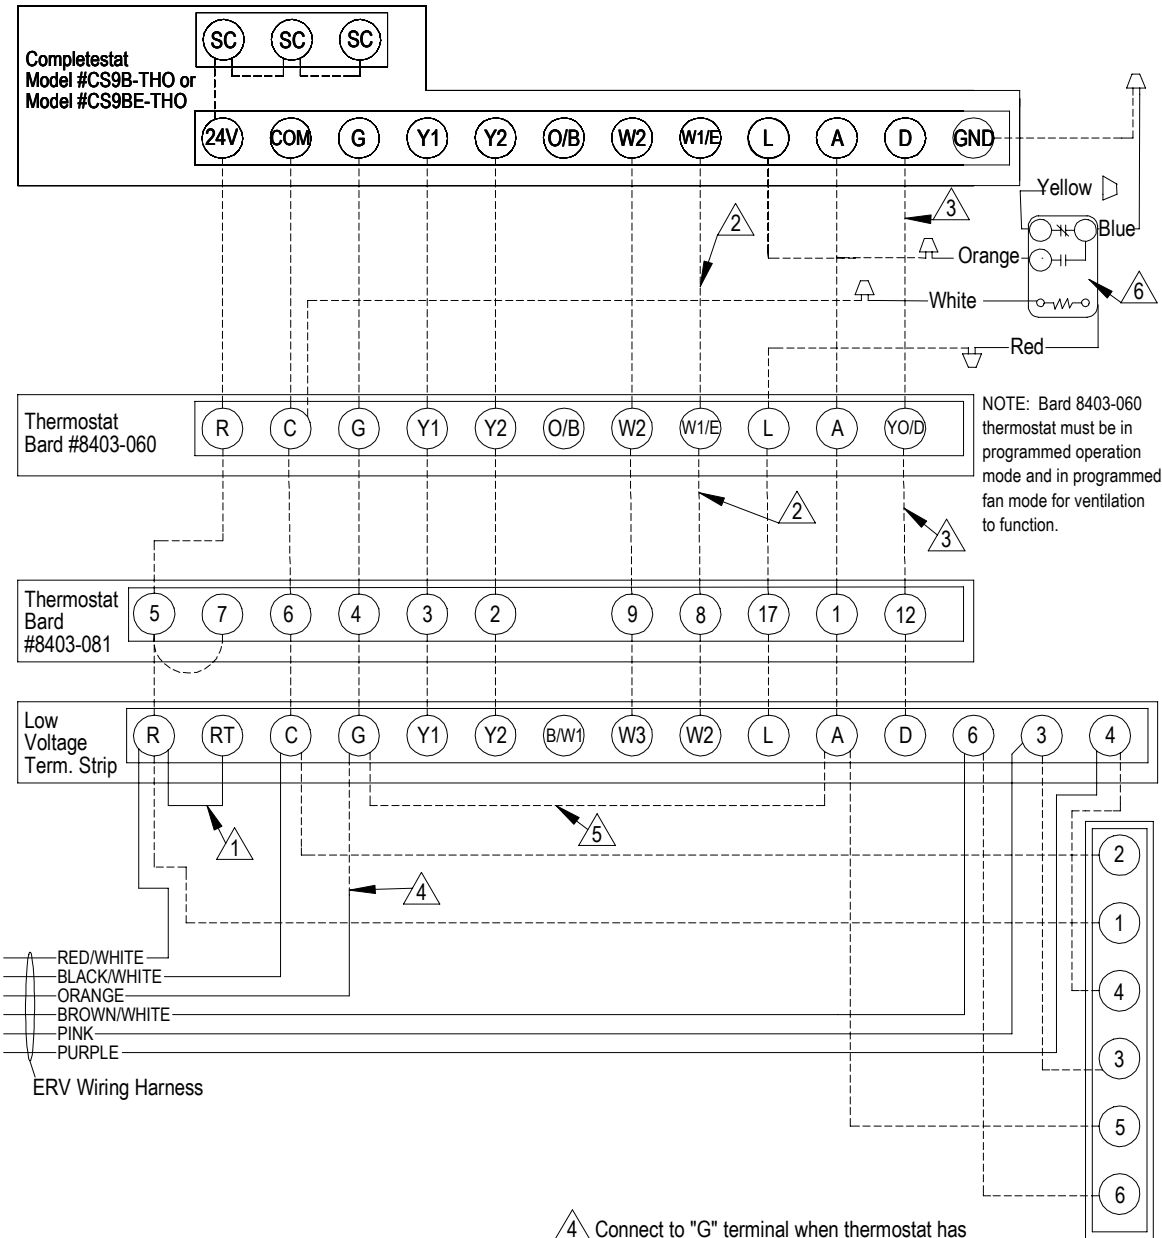 SC SC SC
Completestat
Model #CS9B-THO or
Model #CS9BE-THO
24V COM G Y1 Y2 O/B W2 W1/E L A D GND
Yellow
3
2
Blue
Orange
6
White
Red
Thermostat
Bard #8403-060
R C G Y1 Y2 O/B W2 W1/E L A YO/D
NOTE: Bard 8403-060
thermostat must be in
programmed operation
mode and in programmed
fan mode for ventilation
to function.
2
3
Thermostat
Bard
#8403-081
5 7 6 4 3 2 9 8 17 1 12
Low
Voltage
Term. Strip
R RT C G Y1 Y2 B/W1 W3 W2 L A D 6 3 4
1
5
2
4
1
RED/WHITE
BLACK/WHITE
ORANGE
4
BROWN/WHITE
PINK
PURPLE
3
ERV Wiring Harness
5
6
4 Connect to "G" terminal when thermostat has